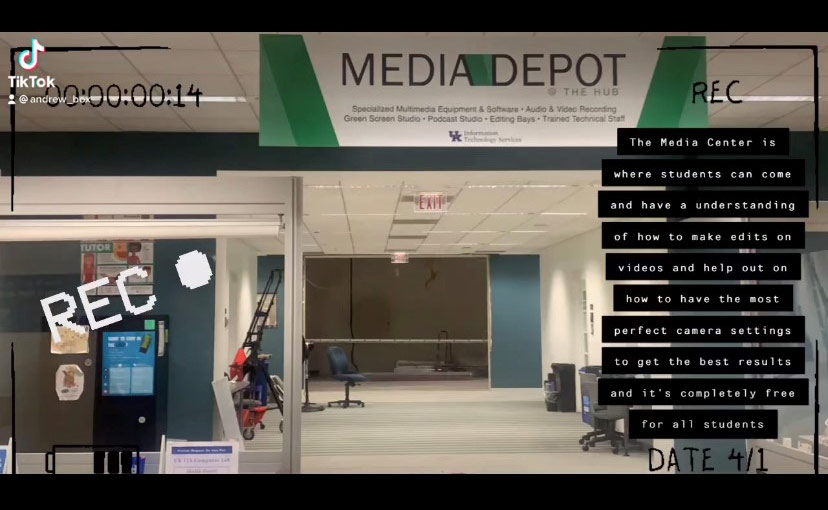 TikTok
@andrew_box
00:00:00:14
REC
MEDIA DEPOT
@ THE HUB
Specialized Multimedia Equipment & Software • Audio & Video Recording
Green Screen Studio • Podcast Studio • Editing Bays • Trained Technical Staff
UK Information
Technology Services
The Media Center is
where students can come
and have a understanding
of how to make edits on
videos and help out on
how to have the most
perfect camera settings
to get the best results
and it's completely free
for all students
EXIT
TUTOR
REC
DATE 4/1